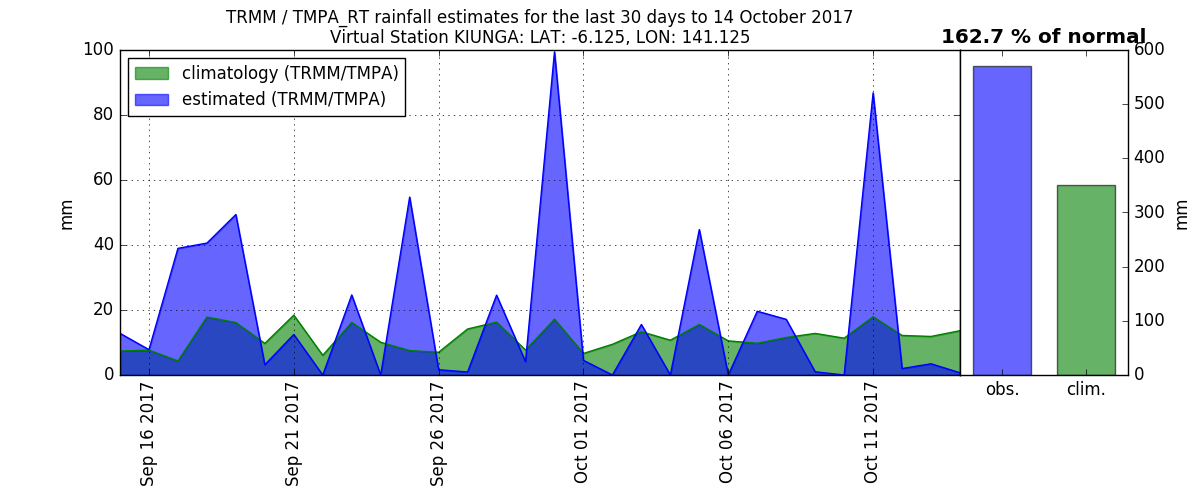 TRMM / TMPA_RT rainfall estimates for the last 30 days to 14 October 2017
Virtual Station KIUNGA: LAT: -6.125, LON: 141.125
162.7 % of normal
climatology (TRMM/TMPA)
estimated (TRMM/TMPA)
100
80
60
40
20
0
mm
Sep 16 2017
Sep 21 2017
Sep 26 2017
Oct 01 2017
Oct 06 2017
Oct 11 2017
obs.
clim.
600
500
400
300
200
100
0
mm